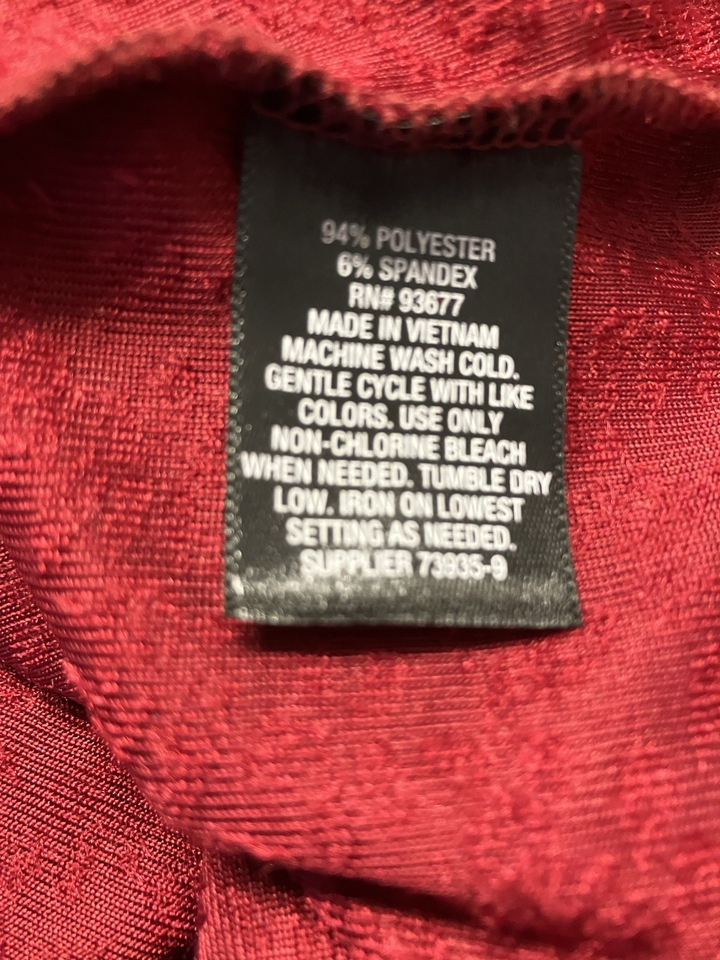 94% POLYESTER
6% SPANDEX
RN# 93677
MADE IN VIETNAM
MACHINE WASH COLD.
GENTLE CYCLE WITH LIKE
COLORS. USE ONLY
NON-CHLORINE BLEACH
WHEN NEEDED. TUMBLE DRY
LOW. IRON ON LOWEST
SETTING AS NEEDED.
SUPPLIER 73935-9